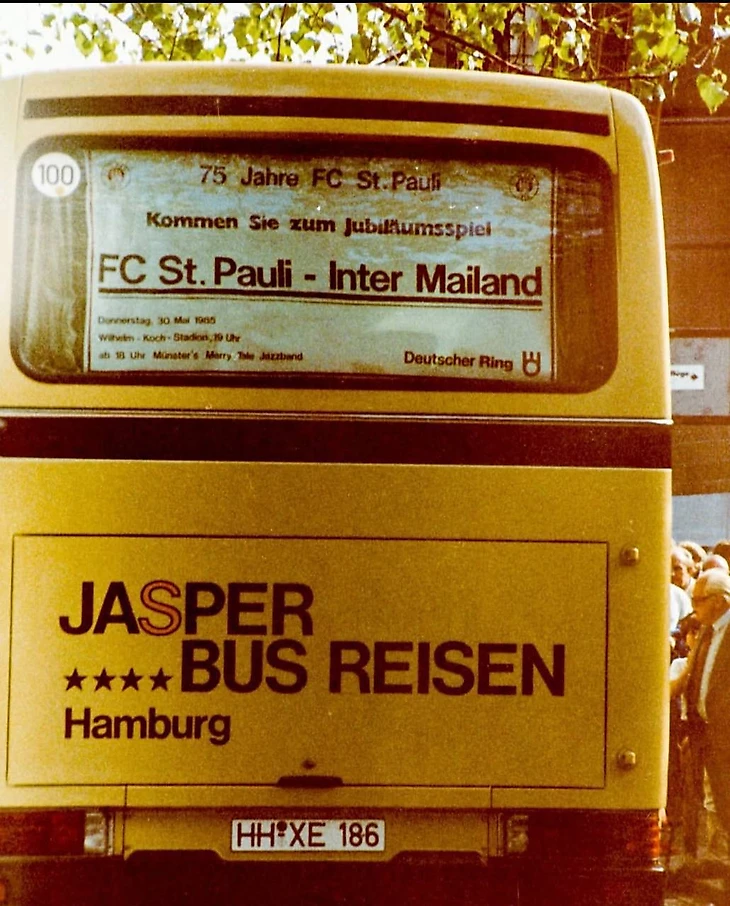 100
75 Jahre FC St. Pauli
Kommen Sie zum Jubiläumsspiel
FC St. Pauli - Inter Mailand
Donnerstag, 30. Mai 1985
Wilhelm - Koch - Stadion, 19 Uhr
ab 18 Uhr Münster's Merry Tale Jazzband
Deutscher Ring
JASPER
★★★★BUS REISEN
Hamburg
HH XE 186